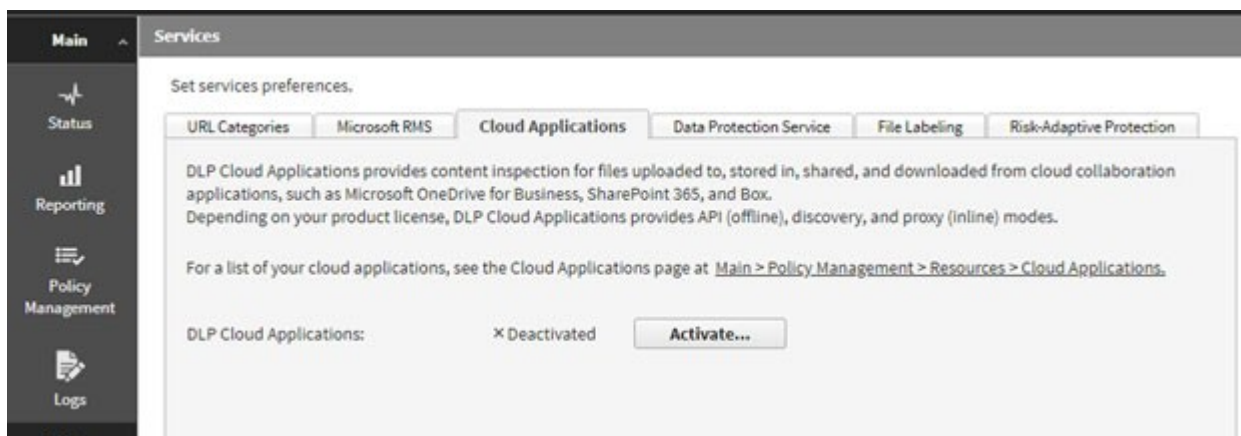 Main
Services
Set services preferences.
Status
URL Categories
Microsoft RMS
Cloud Applications
Data Protection Service
File Labeling
Risk-Adaptive Protection
DLP Cloud Applications provides content inspection for files uploaded to, stored in, shared, and downloaded from cloud collaboration
applications, such as Microsoft OneDrive for Business, SharePoint 365, and Box.
Depending on your product license, DLP Cloud Applications provides API (offline), discovery, and proxy (inline) modes.
Reporting
For a list of your cloud applications, see the Cloud Applications page at Main > Policy Management > Resources > Cloud Applications.
Policy
Management
DLP Cloud Applications:
× Deactivated
Activate...
Logs